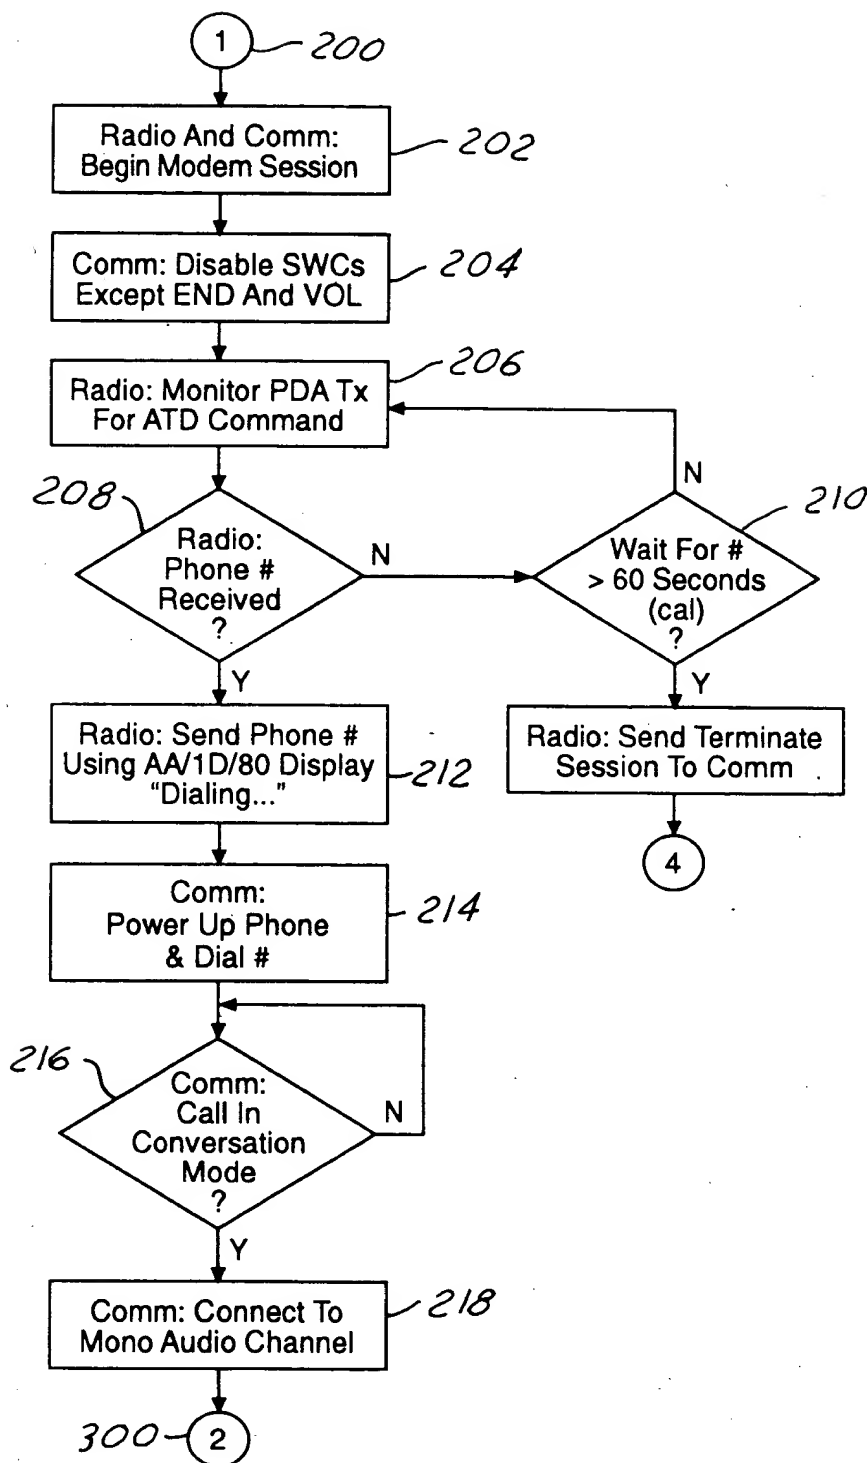 1
200
Radio And Comm:
Begin Modem Session
202
Comm: Disable SWCs
Except END And VOL
204
Radio: Monitor PDA Tx
For ATD Command
206
208
Radio:
Phone #
Received
?
N
Y
210
Wait For #
> 60 Seconds
(cal)
?
N
Y
Radio: Send Phone #
Using AA/1D/80 Display
"Dialing..."
212
Radio: Send Terminate
Session To Comm
4
Comm:
Power Up Phone
& Dial #
214
216
Comm:
Call In
Conversation
Mode
?
N
Y
Comm: Connect To
Mono Audio Channel
218
300
2